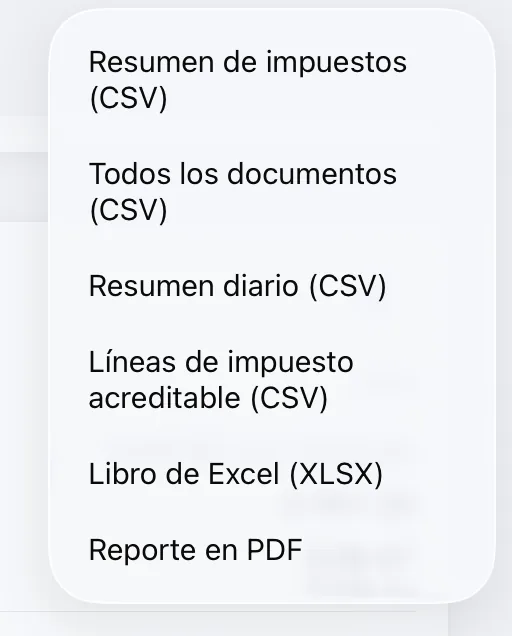 Resumen de impuestos
(CSV)
Todos los documentos
(CSV)
Resumen diario (CSV)
Líneas de impuesto
acreditable (CSV)
Libro de Excel (XLSX)
Reporte en PDF